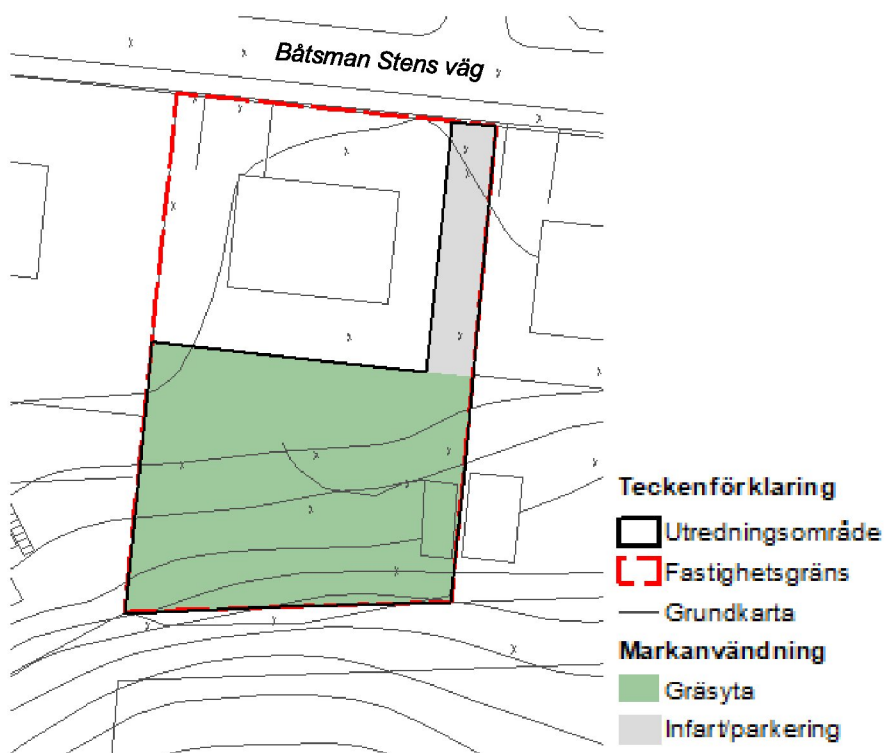 Båtsman Stens väg
Teckenförklaring
Utredningsområde
Fastighetsgräns
Grundkarta
Markanvändning
Gräsyta
Infart/parkering